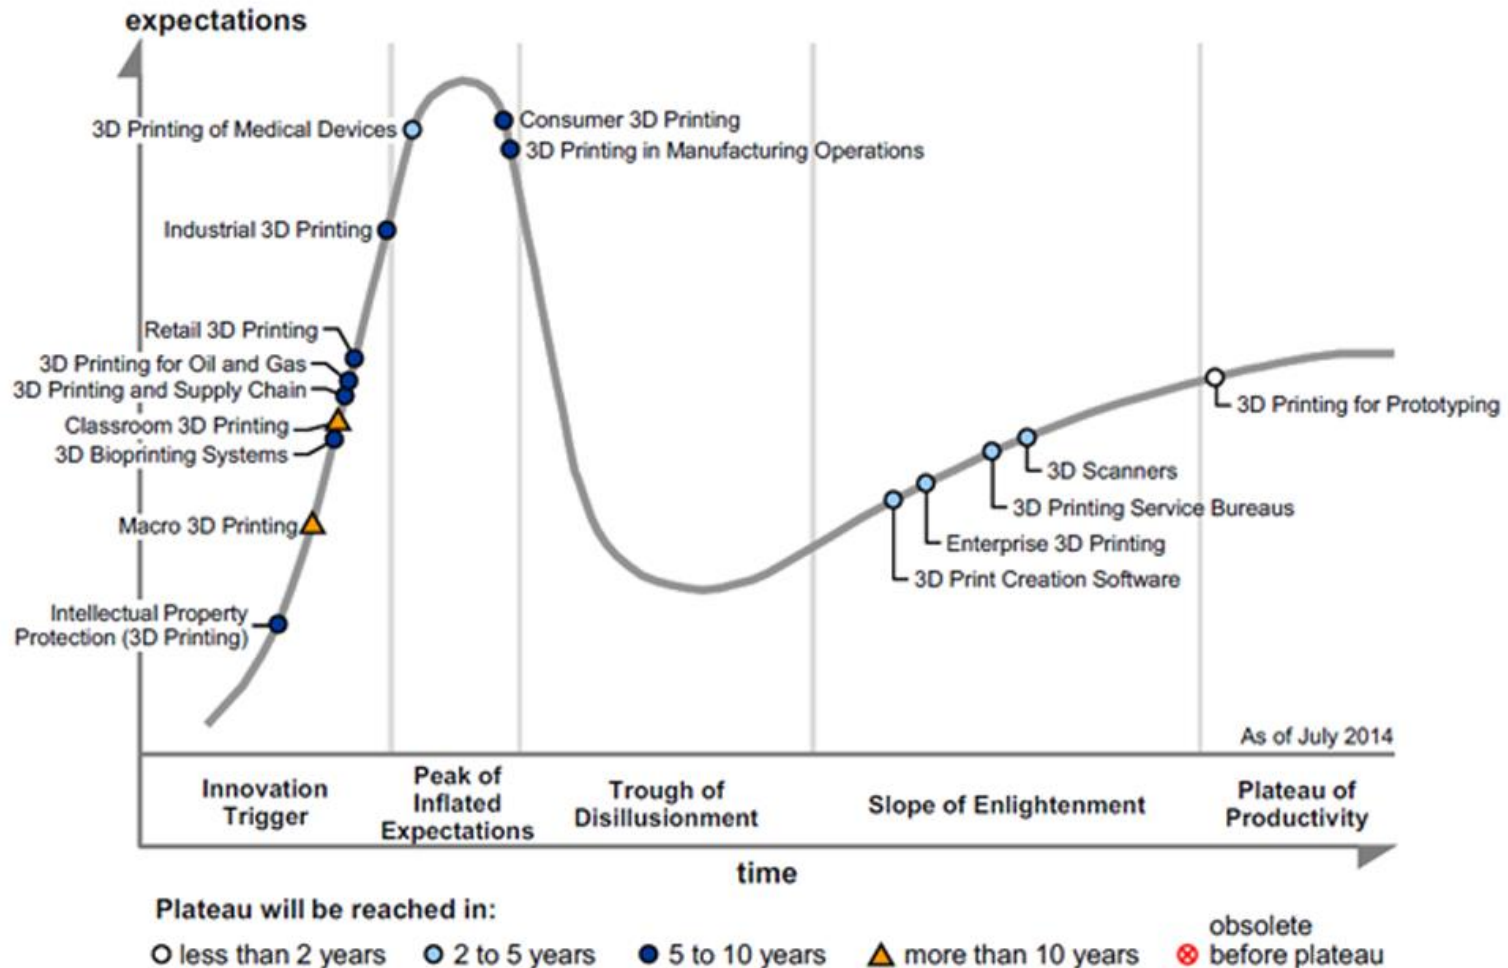 expectations
3D Printing of Medical Devices
Consumer 3D Printing
3D Printing in Manufacturing Operations
Industrial 3D Printing
Retail 3D Printing
3D Printing for Oil and Gas
3D Printing and Supply Chain
Classroom 3D Printing
3D Bioprinting Systems
Macro 3D Printing
Intellectual Property
Protection (3D Printing)
3D Printing for Prototyping
3D Scanners
3D Printing Service Bureaus
Enterprise 3D Printing
3D Print Creation Software
As of July 2014
Innovation
Trigger
Peak of
Inflated
Expectations
Trough of
Disillusionment
Slope of Enlightenment
Plateau of
Productivity
time
Plateau will be reached in:
less than 2 years
2 to 5 years
5 to 10 years
more than 10 years
obsolete
before plateau